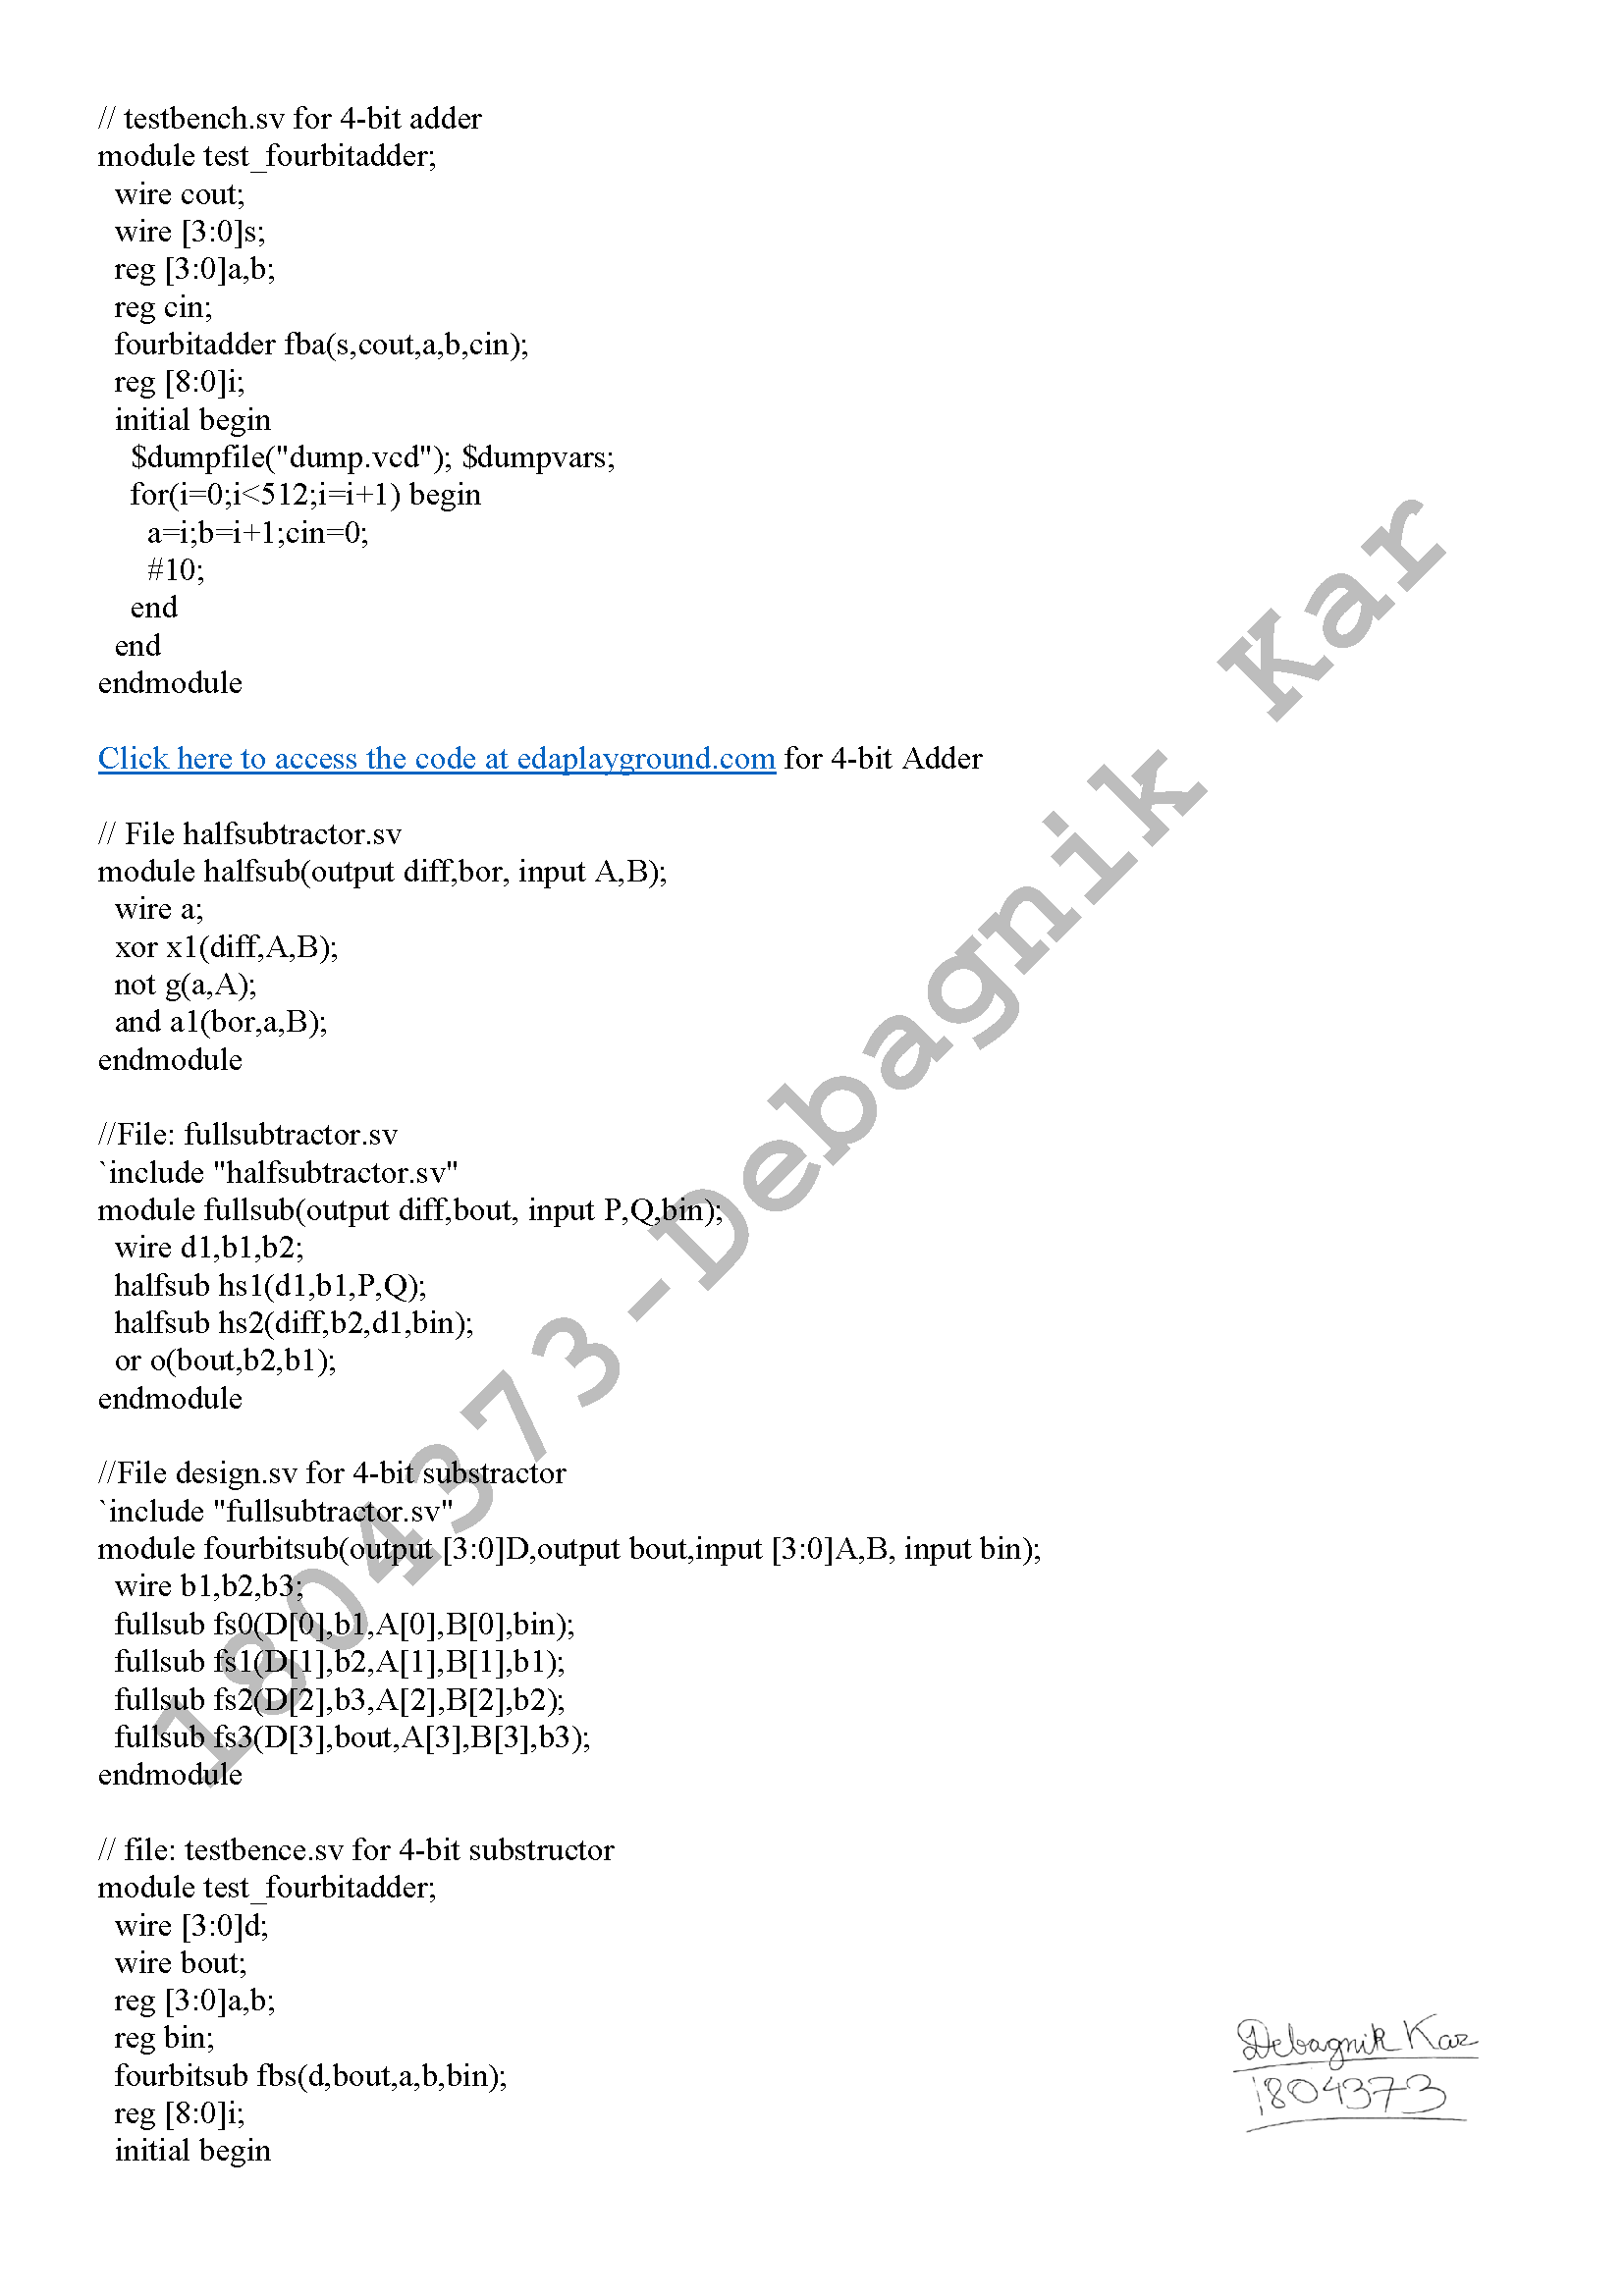 // testbench.sv for 4-bit adder
module test_fourbitadder;
  wire cout;
  wire [3:0]s;
  reg [3:0]a,b;
  reg cin;
  fourbitadder fba(s,cout,a,b,cin);
  reg [8:0]i;
  initial begin
    $dumpfile("dump.vcd"); $dumpvars;
    for(i=0;i<512;i=i+1) begin
      a=i;b=i+1;cin=0;
      #10;
    end
  end
endmodule
Click here to access the code at edaplayground.com for 4-bit Adder
// File halfsubtractor.sv
module halfsub(output diff,bor, input A,B);
  wire a;
  xor x1(diff,A,B);
  not g(a,A);
  and a1(bor,a,B);
endmodule
//File: fullsubtractor.sv
`include "halfsubtractor.sv"
module fullsub(output diff,bout, input P,Q,bin);
  wire d1,b1,b2;
  halfsub hs1(d1,b1,P,Q);
  halfsub hs2(diff,b2,d1,bin);
  or o(bout,b2,b1);
endmodule
//File design.sv for 4-bit substractor
`include "fullsubtractor.sv"
module fourbitsub(output [3:0]D,output bout,input [3:0]A,B, input bin);
  wire b1,b2,b3;
  fullsub fs0(D[0],b1,A[0],B[0],bin);
  fullsub fs1(D[1],b2,A[1],B[1],b1);
  fullsub fs2(D[2],b3,A[2],B[2],b2);
  fullsub fs3(D[3],bout,A[3],B[3],b3);
endmodule
// file: testbence.sv for 4-bit substructor
module test_fourbitadder;
  wire [3:0]d;
  wire bout;
  reg [3:0]a,b;
  reg bin;
  fourbitsub fbs(d,bout,a,b,bin);
  reg [8:0]i;
  initial begin
1804373-Debagnik Kar
Debagnik Kar
1804373